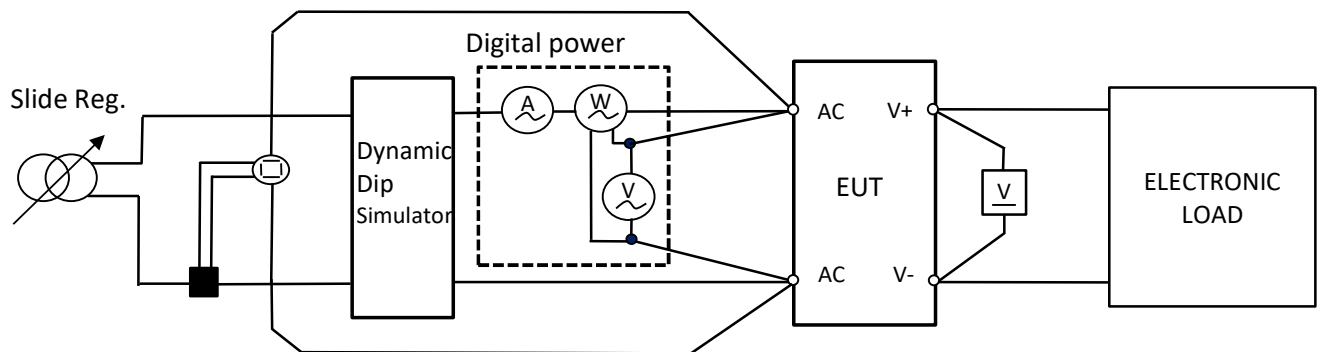 Digital power
Slide Reg.
A
W
AC
V+
Dynamic
Dip
Simulator
V
EUT
V
ELECTRONIC
LOAD
AC
V-